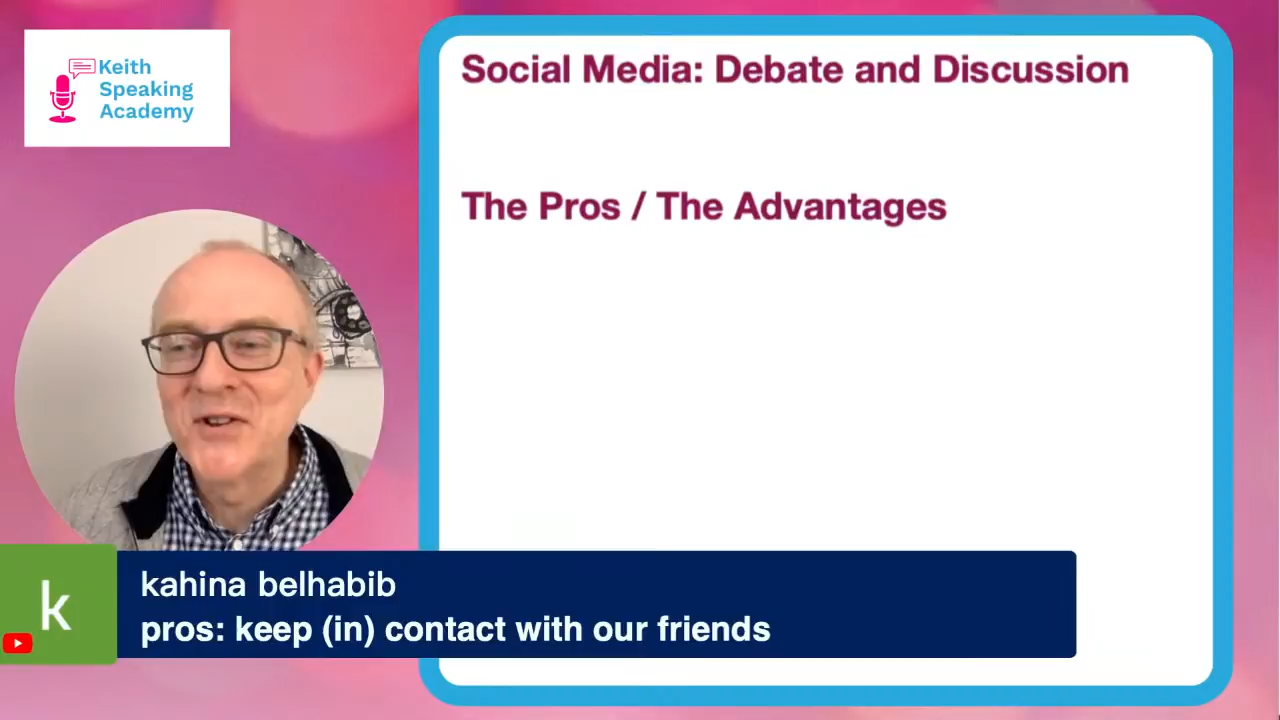 Keith
Speaking
Academy
Social Media: Debate and Discussion
The Pros / The Advantages
k
kahina belhabib
pros: keep (in) contact with our friends